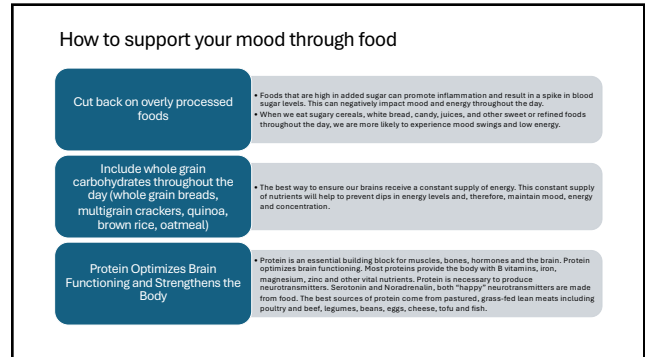 How to support your mood through food
Cut back on overly processed
foods
• Foods that are high in added sugar can promote inflammation and result in a spike in blood
sugar levels. This can negatively impact mood and energy throughout the day.
• When we eat sugary cereals, white bread, candy, juices, and other sweet or refined foods
throughout the day, we are more likely to experience mood swings and low energy.
Include whole grain
carbohydrates throughout the
day (whole grain breads,
multigrain crackers, quinoa,
brown rice, oatmeal)
• The best way to ensure our brains receive a constant supply of energy. This constant supply
of nutrients will help to prevent dips in energy levels and, therefore, maintain mood, energy
and concentration.
Protein Optimizes Brain
Functioning and Strengthens the
Body
• Protein is an essential building block for muscles, bones, hormones and the brain. Protein
optimizes brain functioning. Most proteins provide the body with B vitamins, iron,
magnesium, zinc and other vital nutrients. Protein is necessary to produce
neurotransmitters. Serotonin and Noradrenalin, both “happy” neurotransmitters are made
from food. The best sources of protein come from pastured, grass-fed lean meats including
poultry and beef, legumes, beans, eggs, cheese, tofu and fish.